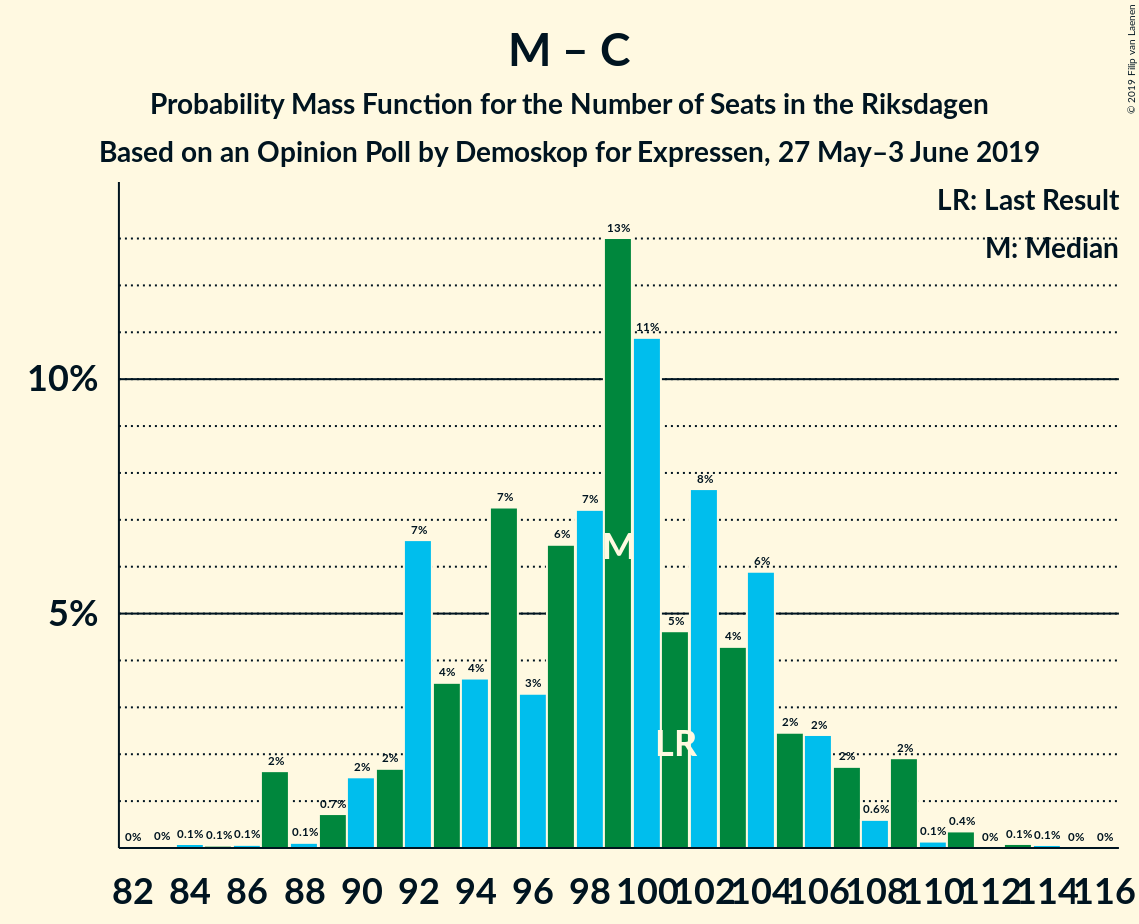 M – C
Probability Mass Function for the Number of Seats in the Riksdagen
Based on an Opinion Poll by Demoskop for Expressen, 27 May–3 June 2019
© 2019 Filip van Laenen
LR: Last Result
M: Median
10%
5%
0% 0% 0.1% 0.1% 0.1% 2% 0.1% 0.7% 2% 2% 7% 4% 4% 7% 3% 6% 7% 13% 11% 5% 8% 4% 6% 2% 2% 2% 0.6% 2% 0.1% 0.4% 0% 0.1% 0.1% 0% 0%
M
LR
82 84 86 88 90 92 94 96 98 100 102 104 106 108 110 112 114 116